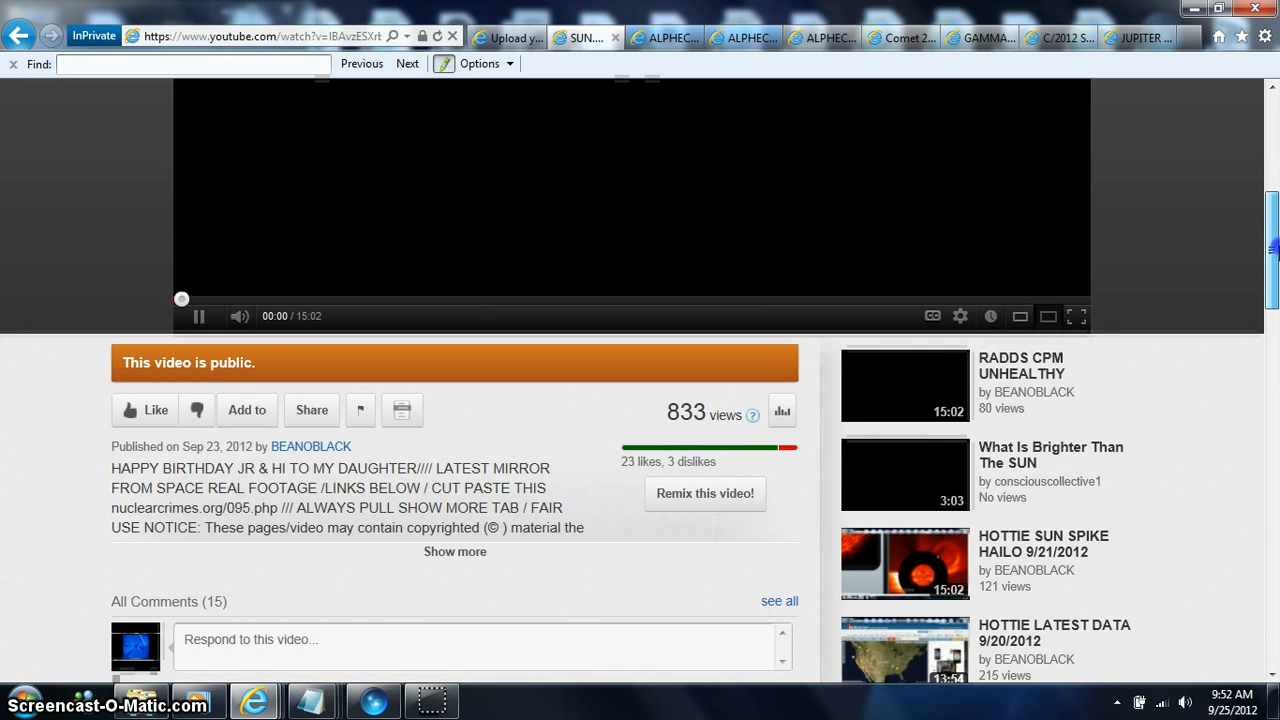 InPrivate
https://www.youtube.com/watch?v=IBAvzESXrb
Upload y...
SUN....
ALPHEC...
ALPHEC...
ALPHEC...
Comet 2...
GAMMA...
C/2012 S...
JUPITER ...
Find:
Previous
Next
Options
00:00 / 15:02
CC
This video is public.
Like
Add to
Share
833 views
Published on Sep 23, 2012 by BEANOBLACK
23 likes, 3 dislikes
HAPPY BIRTHDAY JR & HI TO MY DAUGHTER//// LATEST MIRROR
FROM SPACE REAL FOOTAGE /LINKS BELOW / CUT PASTE THIS
nuclearcrimes.org/095.php /// ALWAYS PULL SHOW MORE TAB / FAIR
USE NOTICE: These pages/video may contain copyrighted (© ) material the
Remix this video!
Show more
All Comments (15)
see all
Respond to this video...
15:02
RADDS CPM
UNHEALTHY
by BEANOBLACK
80 views
3:03
What Is Brighter Than
The SUN
by consciouscollective1
No views
15:02
HOTTIE SUN SPIKE
HAILO 9/21/2012
by BEANOBLACK
121 views
13:54
HOTTIE LATEST DATA
9/20/2012
by BEANOBLACK
215 views
Screencast-O-Matic.com
9:52 AM
9/25/2012